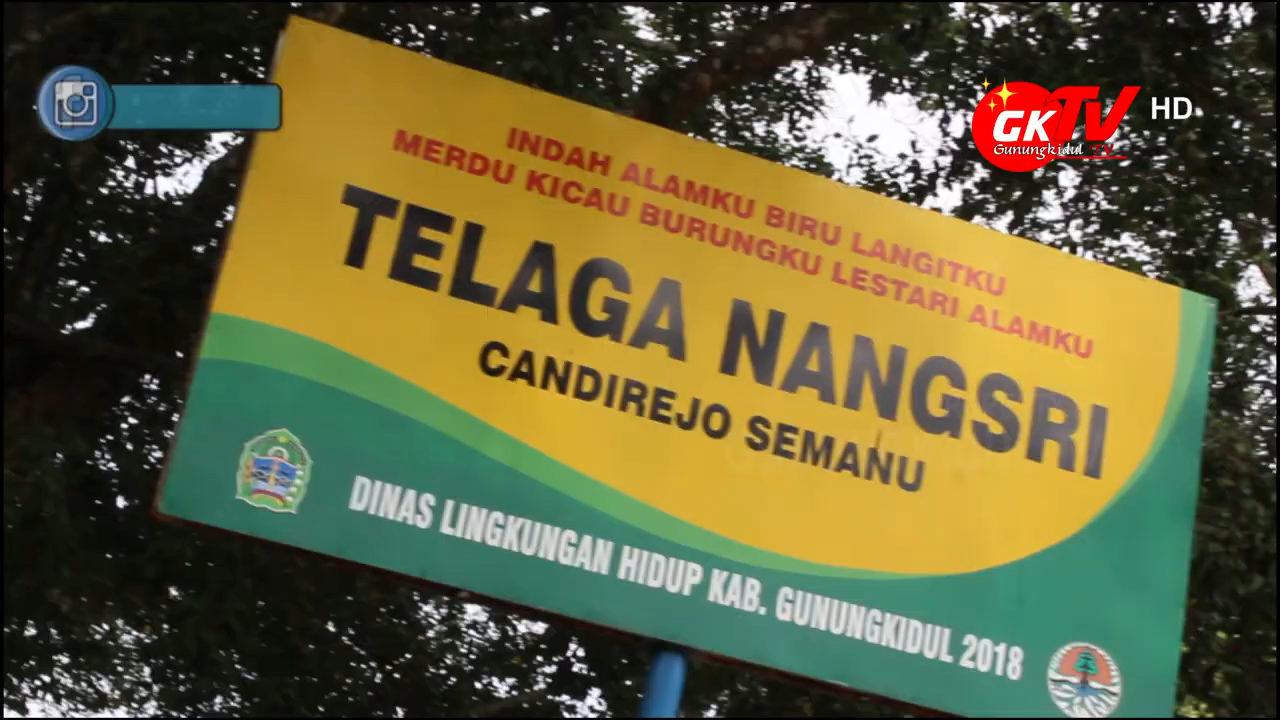 INDAH ALAMKU BIRU LANGITKU
MERDU KICAU BURUNGKU LESTARI ALAMKU
TELAGA NANGSRI
CANDIREJO SEMANU
DINAS LINGKUNGAN HIDUP KAB. GUNUNGKIDUL 2018
GKTV HD
Gunungkidul TV